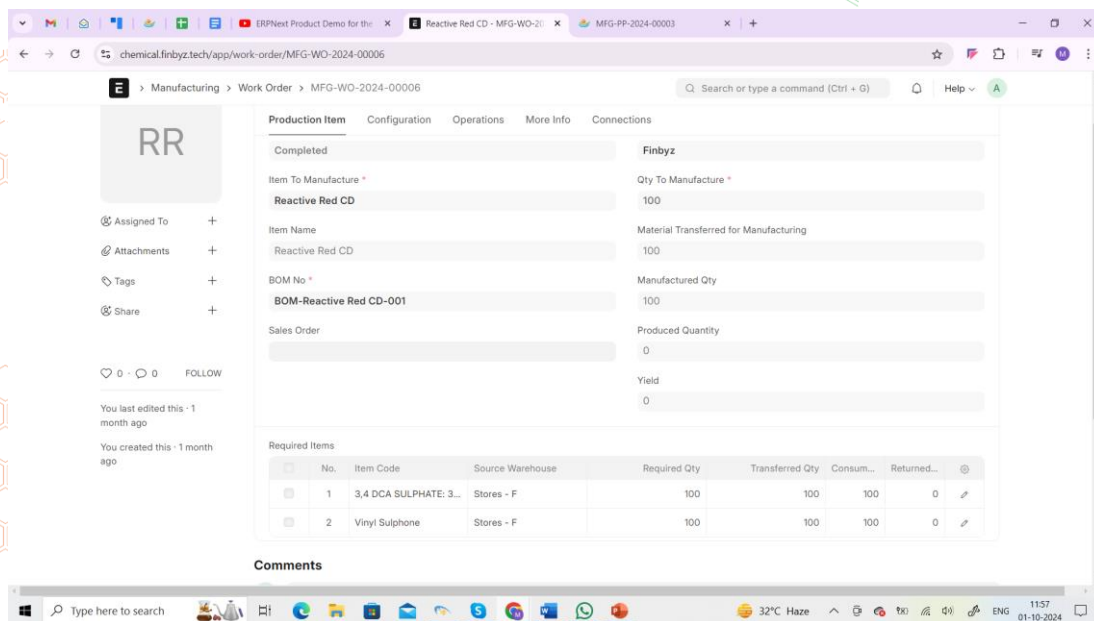 ERPNext Product Demo for the
Reactive Red CD - MFG-WO-20
MFG-PP-2024-00003
chemical.finbyz.tech/app/work-order/MFG-WO-2024-00006
M
E > Manufacturing > Work Order > MFG-WO-2024-00006
Search or type a command (Ctrl + G)
Help
A
RR
Production Item Configuration Operations More Info Connections
Completed
Finbyz
Item To Manufacture *
Qty To Manufacture *
Reactive Red CD
100
Assigned To
Item Name
Material Transferred for Manufacturing
Attachments
Reactive Red CD
100
Tags
BOM No *
Manufactured Qty
BOM-Reactive Red CD-001
100
Share
Sales Order
Produced Quantity
0
0 · 0 FOLLOW
Yield
0
You last edited this · 1
month ago
You created this · 1 month
ago
Required Items
No. Item Code Source Warehouse Required Qty Transferred Qty Consum... Returned...
1 3,4 DCA SULPHATE: 3... Stores - F 100 100 100 0
2 Vinyl Sulphone Stores - F 100 100 100 0
Comments
Type here to search
32°C Haze
ENG
11:57
01-10-2024